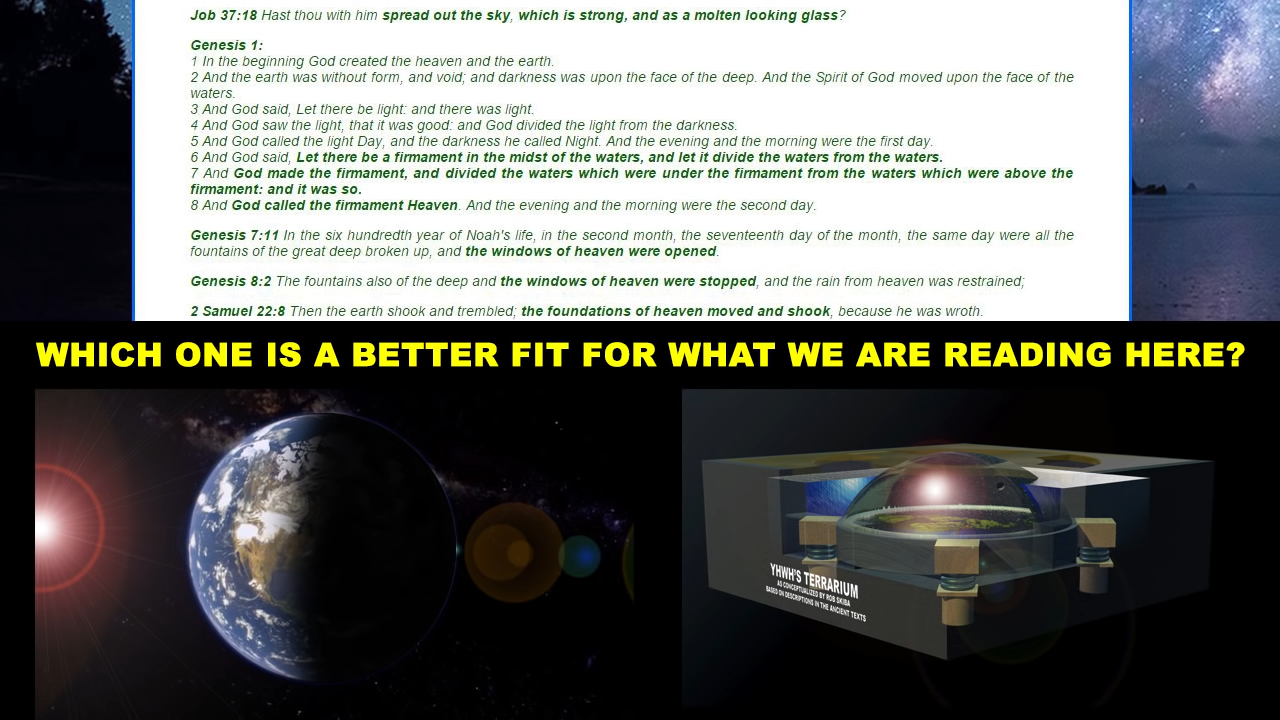 Job 37:18 Hast thou with him spread out the sky, which is strong, and as a molten looking glass?
Genesis 1:
1 In the beginning God created the heaven and the earth.
2 And the earth was without form, and void; and darkness was upon the face of the deep. And the Spirit of God moved upon the face of the
waters.
3 And God said, Let there be light: and there was light.
4 And God saw the light, that it was good: and God divided the light from the darkness.
5 And God called the light Day, and the darkness he called Night. And the evening and the morning were the first day.
6 And God said, Let there be a firmament in the midst of the waters, and let it divide the waters from the waters.
7 And God made the firmament, and divided the waters which were under the firmament from the waters which were above the
firmament: and it was so.
8 And God called the firmament Heaven. And the evening and the morning were the second day.
Genesis 7:11 In the six hundredth year of Noah's life, in the second month, the seventeenth day of the month, the same day were all the
fountains of the great deep broken up, and the windows of heaven were opened.
Genesis 8:2 The fountains also of the deep and the windows of heaven were stopped, and the rain from heaven was restrained;
2 Samuel 22:8 Then the earth shook and trembled; the foundations of heaven moved and shook, because he was wroth.
WHICH ONE IS A BETTER FIT FOR WHAT WE ARE READING HERE?
YHWH'S TERRARIUM
AS CONCEPTUALIZED BY ROB SKIBA
BASED ON DESCRIPTIONS IN THE ANCIENT TEXTS